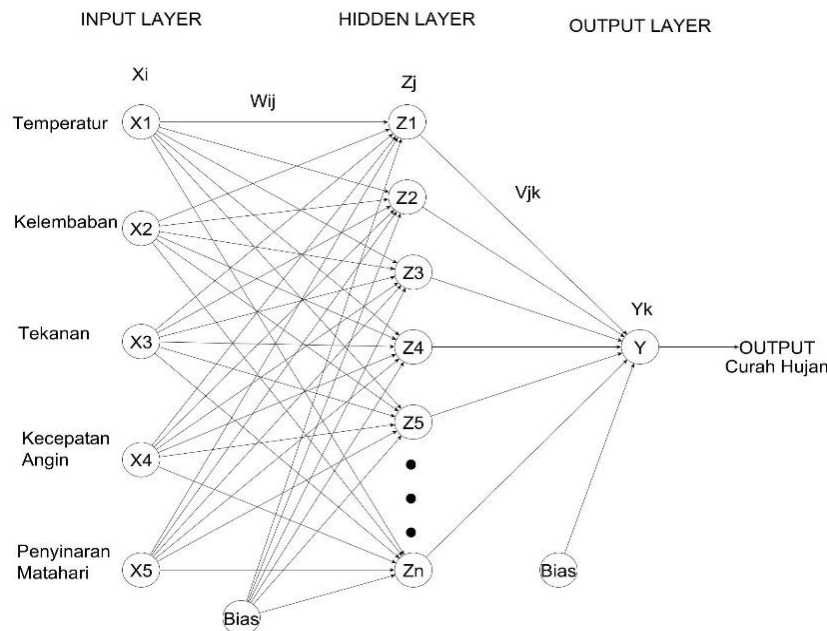 INPUT LAYER
HIDDEN LAYER
OUTPUT LAYER
Xi
Wij
Zj
Vjk
Yk
Temperatur
X1
Z1
Z2
Kelembaban
X2
Z3
Tekanan
X3
Z4
Y
OUTPUT
Curah Hujan
Z5
Kecepatan
Angin
X4
Penyinaran
Matahari
X5
Zn
Bias
Bias